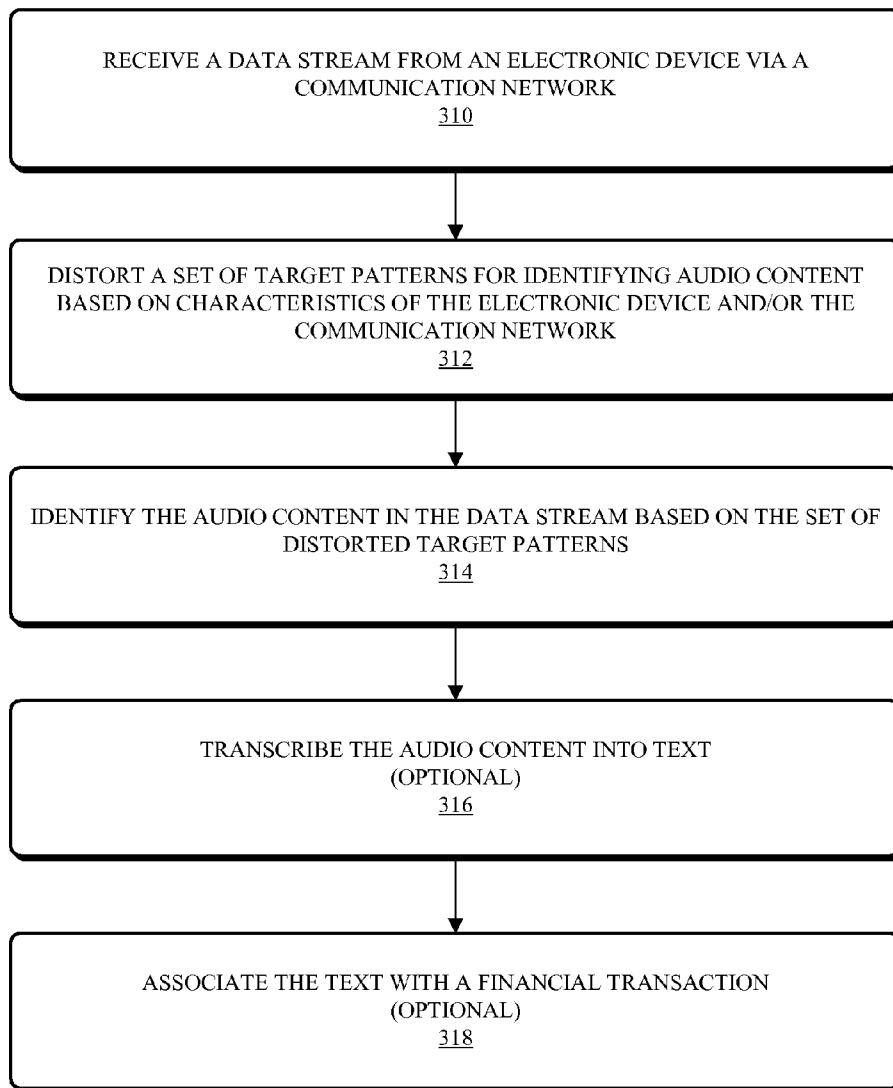 RECEIVE A DATA STREAM FROM AN ELECTRONIC DEVICE VIA A
COMMUNICATION NETWORK
310
DISTORT A SET OF TARGET PATTERNS FOR IDENTIFYING AUDIO CONTENT
BASED ON CHARACTERISTICS OF THE ELECTRONIC DEVICE AND/OR THE
COMMUNICATION NETWORK
312
IDENTIFY THE AUDIO CONTENT IN THE DATA STREAM BASED ON THE SET OF
DISTORTED TARGET PATTERNS
314
TRANSCRIBE THE AUDIO CONTENT INTO TEXT
(OPTIONAL)
316
ASSOCIATE THE TEXT WITH A FINANCIAL TRANSACTION
(OPTIONAL)
318